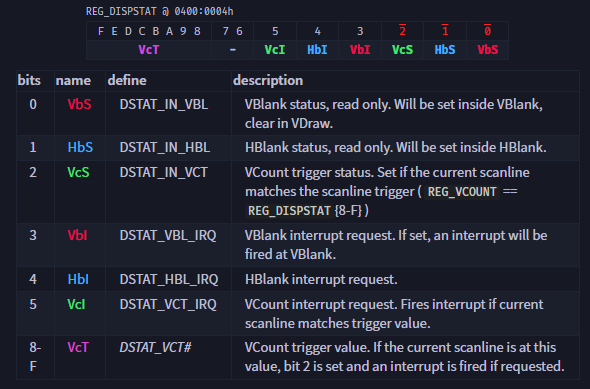 REG_DISPSTAT @ 0400:0004h
F E D C B A 9 8 7 6 5 4 3 2 1 0
VcT - VcI HbI VbI VcS HbS VbS
bits name define description
0 VbS DSTAT_IN_VBL VBlank status, read only. Will be set inside VBlank,
clear in VDraw.
1 HbS DSTAT_IN_HBL HBlank status, read only. Will be set inside HBlank.
2 VcS DSTAT_IN_VCT VCount trigger status. Set if the current scanline
matches the scanline trigger ( REG_VCOUNT ==
REG_DISPSTAT {8-F} )
3 VbI DSTAT_VBL_IRQ VBlank interrupt request. If set, an interrupt will be
fired at VBlank.
4 HbI DSTAT_HBL_IRQ HBlank interrupt request.
5 VcI DSTAT_VCT_IRQ VCount interrupt request. Fires interrupt if current
scanline matches trigger value.
8-
F VcT DSTAT_VCT# VCount trigger value. If the current scanline is at this
value, bit 2 is set and an interrupt is fired if requested.